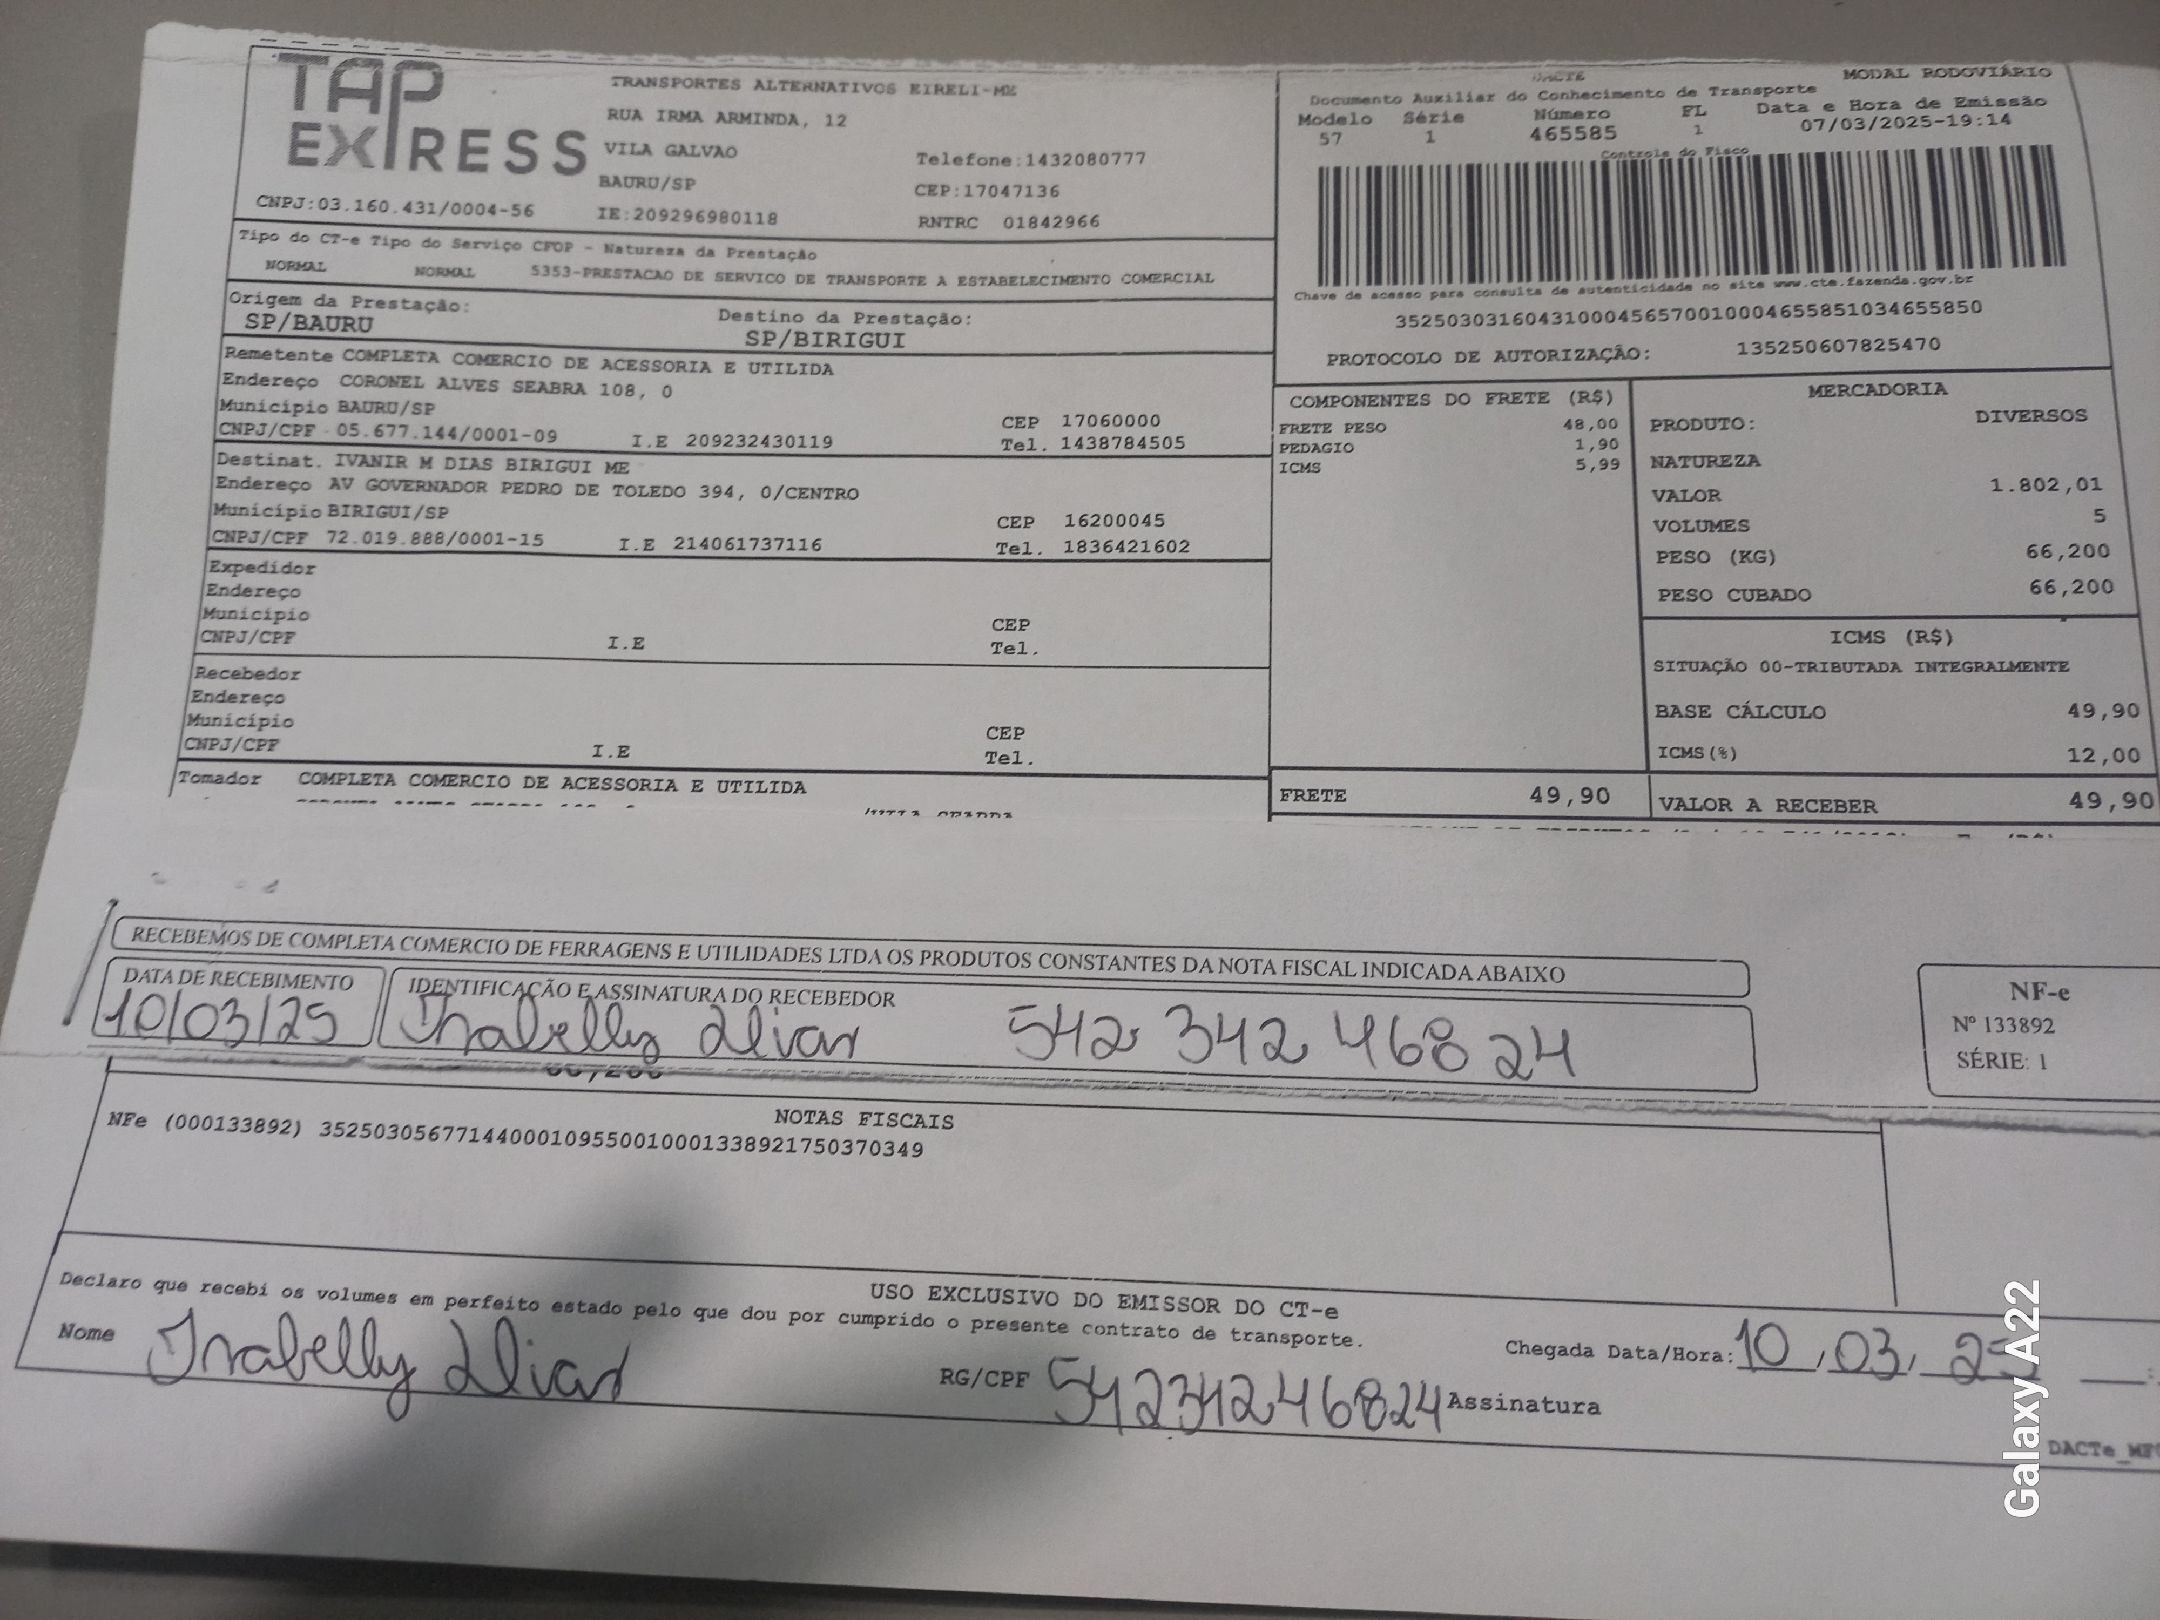 TAP
EXPRESS
CNPJ:03.160.431/0004-56
TRANSPORTES ALTERNATIVOS EIRELI-ME
RUA IRMA ARMINDA, 12
VILA GALVAO Telefone:1432080777
BAURU/SP CEP:17047136
IE:209296980118 RNTRC 01842966
DACTE MODAL RODOVIÁRIO
Documento Auxiliar do Conhecimento de Transporte
Modelo Série Número FL Data e Hora de Emissão
57 1 465585 1 07/03/2025-19:14
Controle do Fisco
Chave de acesso para consulta de autenticidade no site www.cte.fazenda.gov.br
35250303160431000456570010004655851034655850
PROTOCOLO DE AUTORIZAÇÃO: 135250607825470
Tipo do CT-e Tipo do Serviço CFOP - Natureza da Prestação
NORMAL NORMAL 5353-PRESTACAO DE SERVICO DE TRANSPORTE A ESTABELECIMENTO COMERCIAL
Origem da Prestação: Destino da Prestação:
SP/BAURU SP/BIRIGUI
Remetente COMPLETA COMERCIO DE ACESSORIA E UTILIDA
Endereço CORONEL ALVES SEABRA 108, 0
Município BAURU/SP CEP 17060000
CNPJ/CPF 05.677.144/0001-09 I.E 209232430119 Tel. 1438784505
Destinat. IVANIR M DIAS BIRIGUI ME
Endereço AV GOVERNADOR PEDRO DE TOLEDO 394, 0/CENTRO
Município BIRIGUI/SP CEP 16200045
CNPJ/CPF 72.019.888/0001-15 I.E 214061737116 Tel. 1836421602
Expedidor
Endereço
Município CEP
CNPJ/CPF I.E Tel.
Recebedor
Endereço
Município CEP
CNPJ/CPF I.E Tel.
Tomador COMPLETA COMERCIO DE ACESSORIA E UTILIDA
COMPONENTES DO FRETE (R$)
FRETE PESO 48,00
PEDAGIO 1,90
ICMS 5,99
FRETE 49,90
MERCADORIA
PRODUTO: DIVERSOS
NATUREZA
VALOR 1.802,01
VOLUMES 5
PESO (KG) 66,200
PESO CUBADO 66,200
ICMS (R$)
SITUAÇÃO 00-TRIBUTADA INTEGRALMENTE
BASE CÁLCULO 49,90
ICMS(%) 12,00
VALOR A RECEBER 49,90
RECEBEMOS DE COMPLETA COMERCIO DE FERRAGENS E UTILIDADES LTDA OS PRODUTOS CONSTANTES DA NOTA FISCAL INDICADA ABAIXO
DATA DE RECEBIMENTO IDENTIFICAÇÃO E ASSINATURA DO RECEBEDOR
10/03/25 Isabelly Dias 542 342 468 24
NF-e
Nº 133892
SÉRIE: 1
NOTAS FISCAIS
NFe (000133892) 35250305677144000109550010001338921750370349
USO EXCLUSIVO DO EMISSOR DO CT-e
Declaro que recebi os volumes em perfeito estado pelo que dou por cumprido o presente contrato de transporte.
Nome Isabelly Dias RG/CPF 54234246824 Assinatura
Chegada Data/Hora: 10/03/25
Galaxy A22